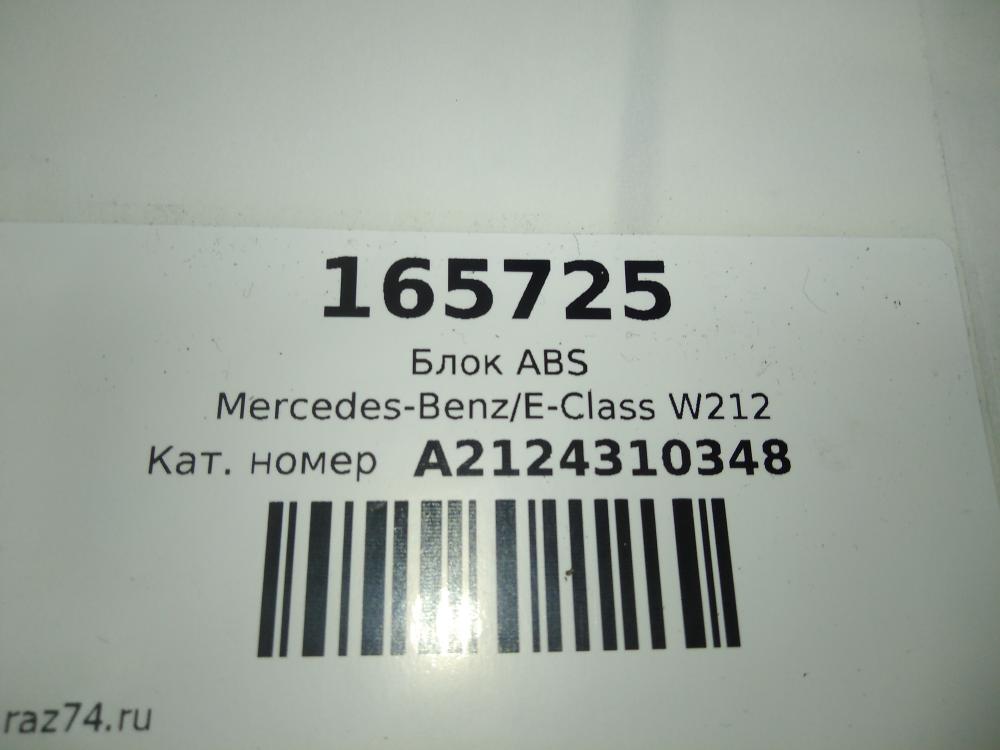 165725
Блок ABS
Mercedes-Benz/E-Class W212
Кат. номер A2124310348
raz74.ru